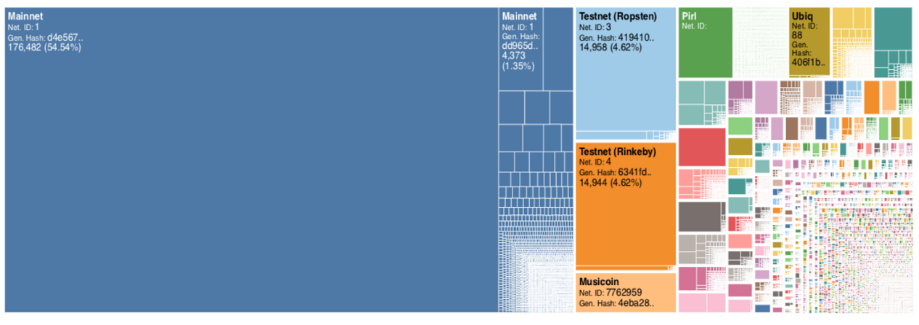 Mainnet
Net. ID: 1
Gen. Hash: d4e567..
176,482 (54.54%)
Mainnet
Net. ID: 1
Gen.
Hash:
dd965d..
4,373
(1.35%)
Testnet (Ropsten)
Net. ID: 3
Gen. Hash: 419410..
14,958 (4.62%)
Testnet (Rinkeby)
Net. ID: 4
Gen. Hash: 6341fd..
14,944 (4.62%)
Musicoin
Net. ID: 7762959
Gen. Hash: 4eba28..
Pirl
Net. ID:
Ubiq
Net. ID:
88
Gen.
Hash:
406f1b..